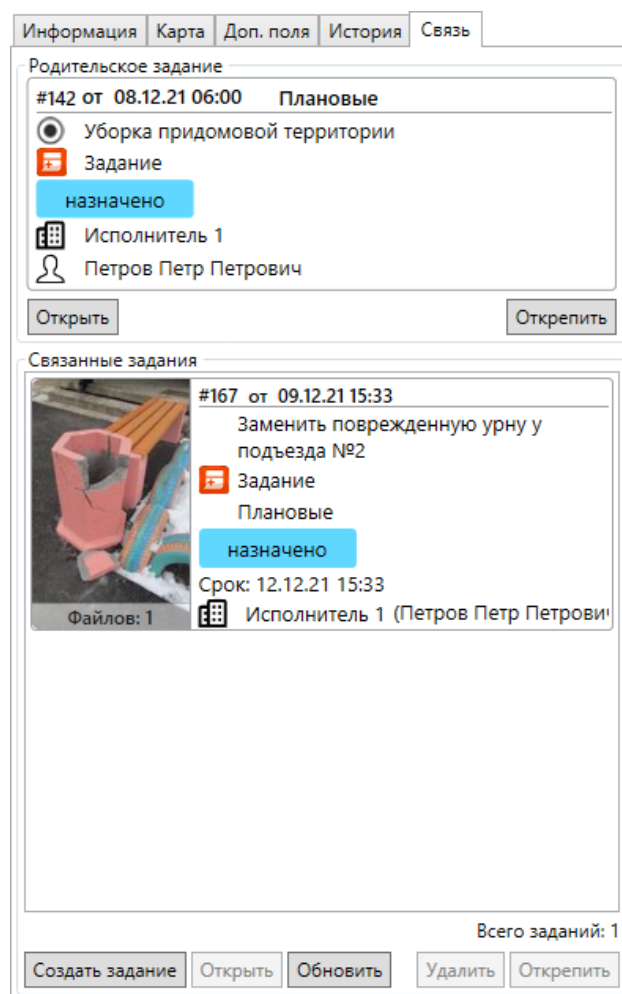 Информация Карта Доп. поля История Связь
Родительское задание
#142 от 08.12.21 06:00 Плановые
Уборка придомовой территории
Задание
назначено
Исполнитель 1
Петров Петр Петрович
Открыть Открепить
Связанные задания
#167 от 09.12.21 15:33
Заменить поврежденную урну у
подъезда №2
Задание
Плановые
назначено
Срок: 12.12.21 15:33
Файлов: 1
Исполнитель 1 (Петров Петр Петрович
Всего заданий: 1
Создать задание Открыть Обновить Удалить Открепить